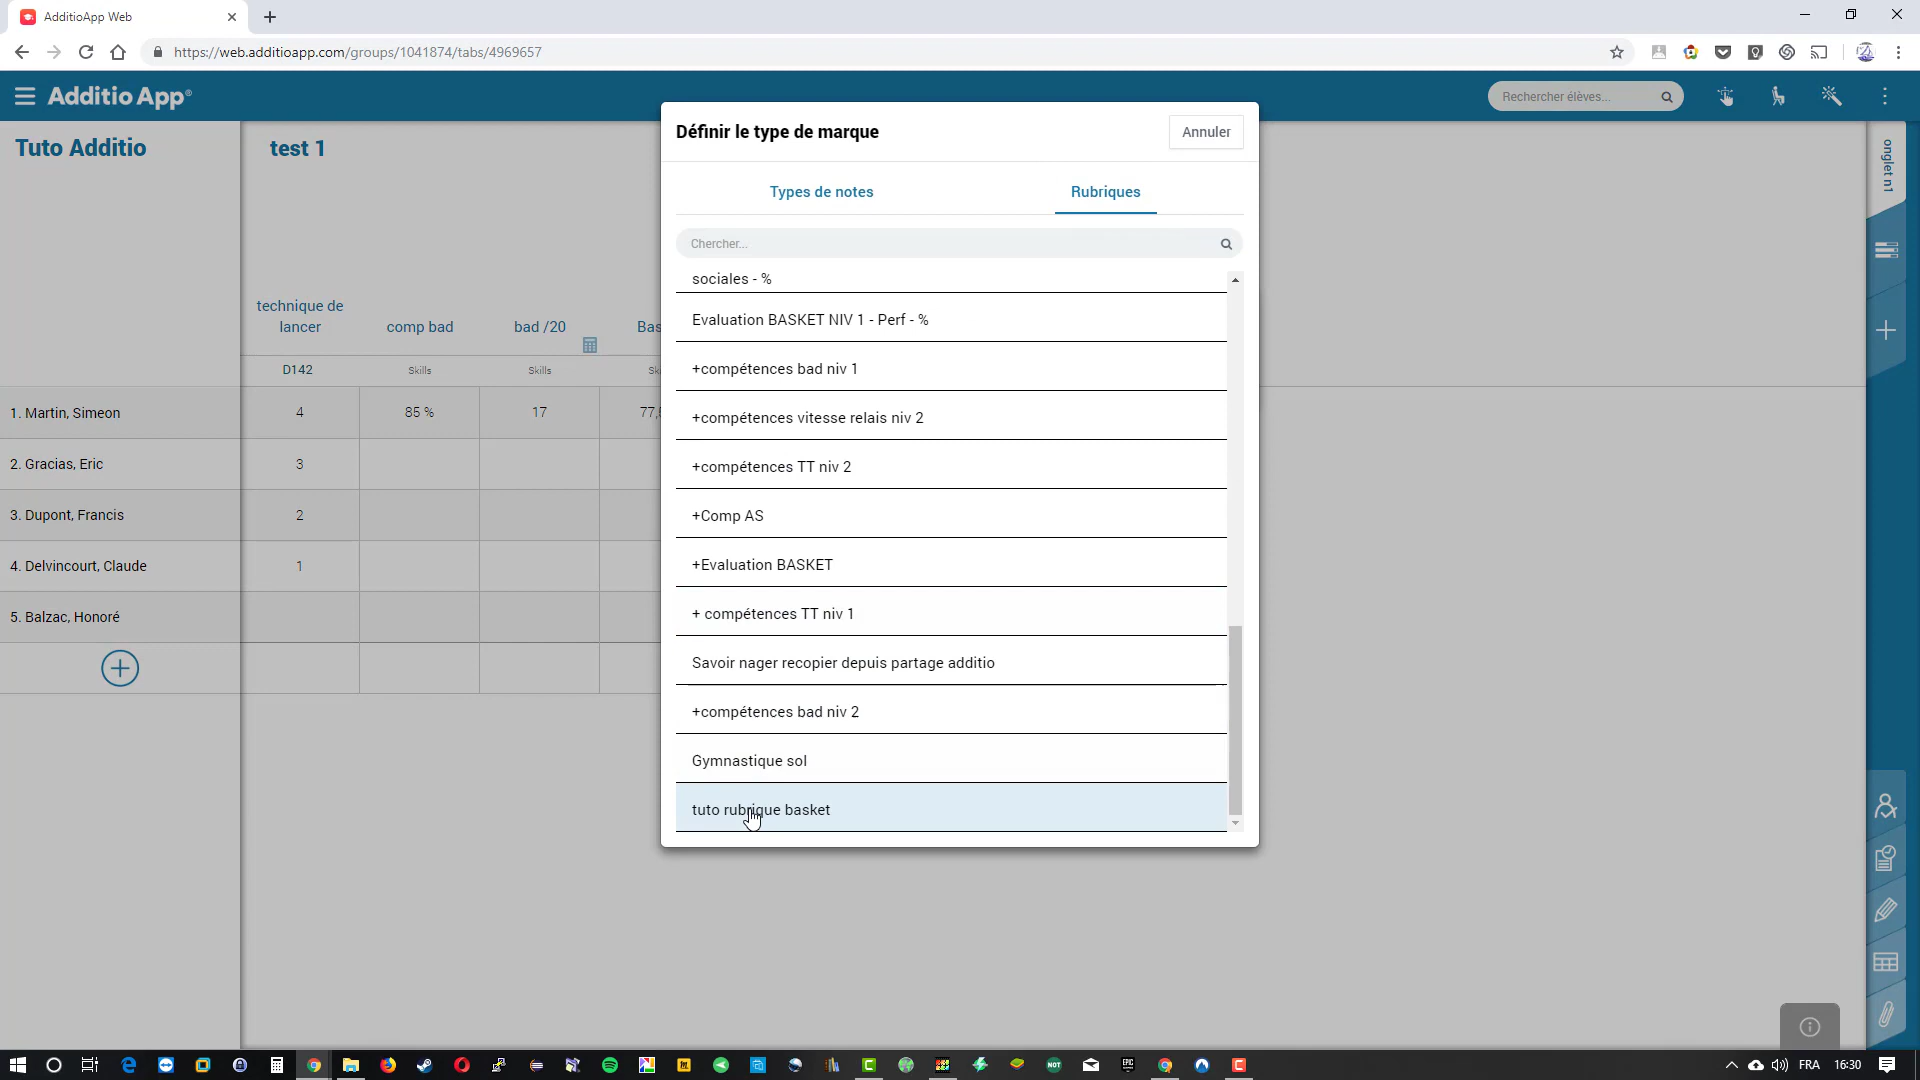 AdditioApp Web
https://web.additioapp.com/groups/1041874/tabs/4969657
Additio App®
Rechercher élèves...
Tuto Additio
test 1
onglet n1
technique de lancer
comp bad
bad /20
Bas
D142
Skills
Skills
Sk
1. Martin, Simeon
4
85 %
17
77,
2. Gracias, Eric
3
3. Dupont, Francis
2
4. Delvincourt, Claude
1
5. Balzac, Honoré
Définir le type de marque
Annuler
Types de notes
Rubriques
Chercher...
sociales - %
Evaluation BASKET NIV 1 - Perf - %
+compétences bad niv 1
+compétences vitesse relais niv 2
+compétences TT niv 2
+Comp AS
+Evaluation BASKET
+ compétences TT niv 1
Savoir nager recopier depuis partage additio
+compétences bad niv 2
Gymnastique sol
tuto rubrique basket
FRA
16:30